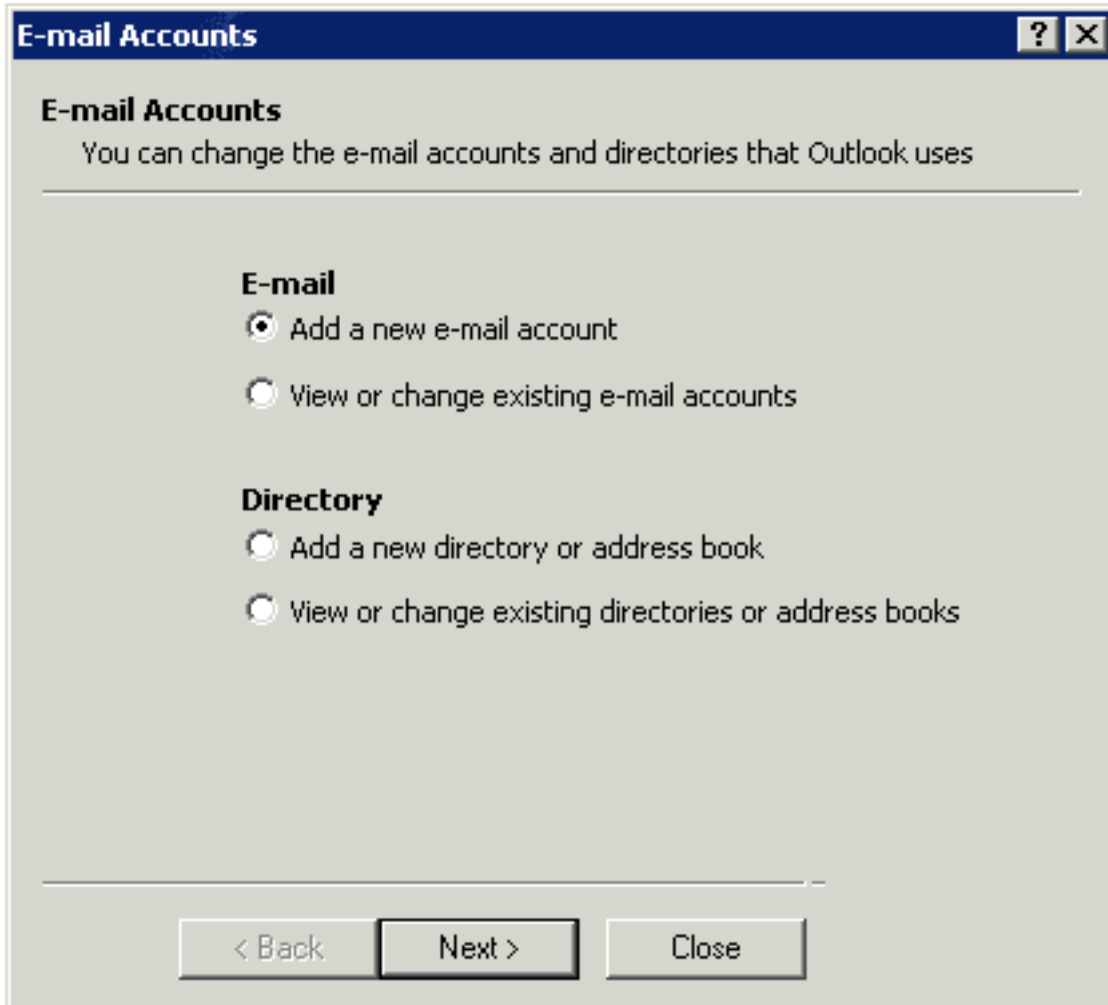 E-mail Accounts
E-mail Accounts
You can change the e-mail accounts and directories that Outlook uses
E-mail
Add a new e-mail account
View or change existing e-mail accounts
Directory
Add a new directory or address book
View or change existing directories or address books
< Back Next > Close